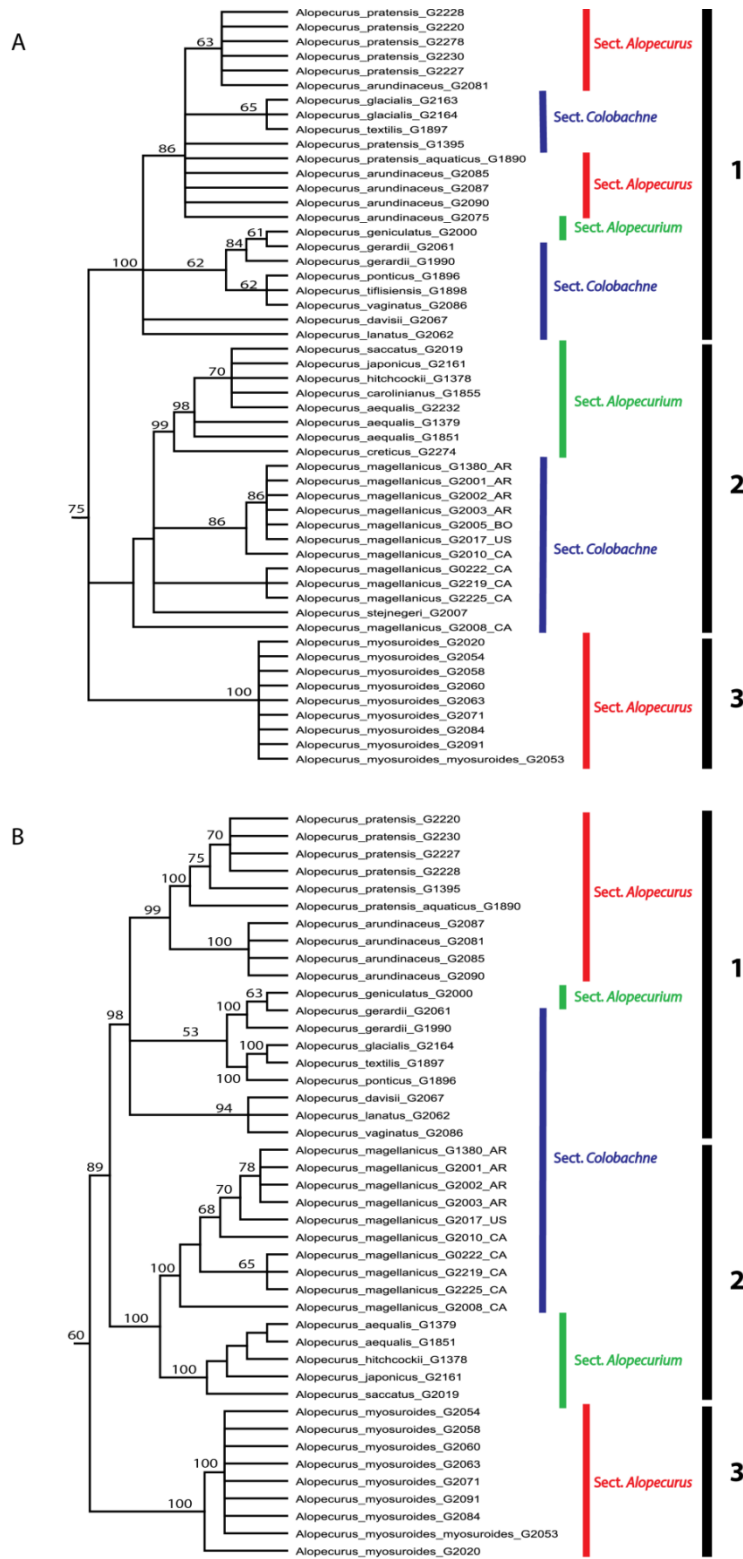 A
Alopecurus_pratensis_G2228
Alopecurus_pratensis_G2220
63 Alopecurus_pratensis_G2278
Sect. Alopecurus
Alopecurus_pratensis_G2230
Alopecurus_pratensis_G2227
Alopecurus_arundinaceus_G2081
Alopecurus_glacialis_G2163
65 Alopecurus_glacialis_G2164
Sect. Colobachne
Alopecurus_textilis_G1897
Alopecurus_pratensis_G1395
86 Alopecurus_pratensis_aquaticus_G1890
1
Alopecurus_arundinaceus_G2085
Alopecurus_arundinaceus_G2087
Sect. Alopecurus
Alopecurus_arundinaceus_G2090
Alopecurus_arundinaceus_G2075
61 Alopecurus_geniculatus_G2000
Sect. Alopecurium
84 Alopecurus_gerardii_G2061
100 62 Alopecurus_gerardii_G1990
Alopecurus_ponticus_G1896
Sect. Colobachne
62 Alopecurus_tiflisiensis_G1898
Alopecurus_vaginatus_G2086
Alopecurus_davisii_G2067
Alopecurus_lanatus_G2062
Alopecurus_saccatus_G2019
Alopecurus_japonicus_G2161
70 Alopecurus_hitchcockii_G1378
Alopecurus_carolinianus_G1855
Sect. Alopecurium
98 Alopecurus_aequalis_G2232
99 Alopecurus_aequalis_G1379
Alopecurus_aequalis_G1851
Alopecurus_creticus_G2274
Alopecurus_magellanicus_G1380_AR
86 Alopecurus_magellanicus_G2001_AR
2
Alopecurus_magellanicus_G2002_AR
75 Alopecurus_magellanicus_G2003_AR
86 Alopecurus_magellanicus_G2005_BO
Alopecurus_magellanicus_G2017_US
Sect. Colobachne
Alopecurus_magellanicus_G2010_CA
Alopecurus_magellanicus_G0222_CA
Alopecurus_magellanicus_G2219_CA
Alopecurus_magellanicus_G2225_CA
Alopecurus_stejnegeri_G2007
Alopecurus_magellanicus_G2008_CA
Alopecurus_myosuroides_G2020
Alopecurus_myosuroides_G2054
Alopecurus_myosuroides_G2058
100 Alopecurus_myosuroides_G2060
3
Alopecurus_myosuroides_G2063
Sect. Alopecurus
Alopecurus_myosuroides_G2071
Alopecurus_myosuroides_G2084
Alopecurus_myosuroides_G2091
Alopecurus_myosuroides_myosuroides_G2053
B
Alopecurus_pratensis_G2220
70 Alopecurus_pratensis_G2230
Alopecurus_pratensis_G2227
75 Alopecurus_pratensis_G2228
100 Alopecurus_pratensis_G1395
Sect. Alopecurus
99 Alopecurus_pratensis_aquaticus_G1890
Alopecurus_arundinaceus_G2087
100 Alopecurus_arundinaceus_G2081
Alopecurus_arundinaceus_G2085
1
Alopecurus_arundinaceus_G2090
63 Alopecurus_geniculatus_G2000
Sect. Alopecurium
100 Alopecurus_gerardii_G2061
98 53 Alopecurus_gerardii_G1990
100 Alopecurus_glacialis_G2164
Alopecurus_textilis_G1897
100 Alopecurus_ponticus_G1896
Alopecurus_davisii_G2067
94 Alopecurus_lanatus_G2062
Alopecurus_vaginatus_G2086
Alopecurus_magellanicus_G1380_AR
Sect. Colobachne
78 Alopecurus_magellanicus_G2001_AR
89 70 Alopecurus_magellanicus_G2002_AR
Alopecurus_magellanicus_G2003_AR
68 Alopecurus_magellanicus_G2017_US
Alopecurus_magellanicus_G2010_CA
Alopecurus_magellanicus_G0222_CA
100 65 Alopecurus_magellanicus_G2219_CA
2
Alopecurus_magellanicus_G2225_CA
Alopecurus_magellanicus_G2008_CA
100 Alopecurus_aequalis_G1379
60 Alopecurus_aequalis_G1851
Alopecurus_hitchcockii_G1378
Sect. Alopecurium
100 Alopecurus_japonicus_G2161
Alopecurus_saccatus_G2019
Alopecurus_myosuroides_G2054
Alopecurus_myosuroides_G2058
Alopecurus_myosuroides_G2060
Alopecurus_myosuroides_G2063
3
Alopecurus_myosuroides_G2071
Sect. Alopecurus
100 Alopecurus_myosuroides_G2091
Alopecurus_myosuroides_G2084
Alopecurus_myosuroides_myosuroides_G2053
Alopecurus_myosuroides_G2020